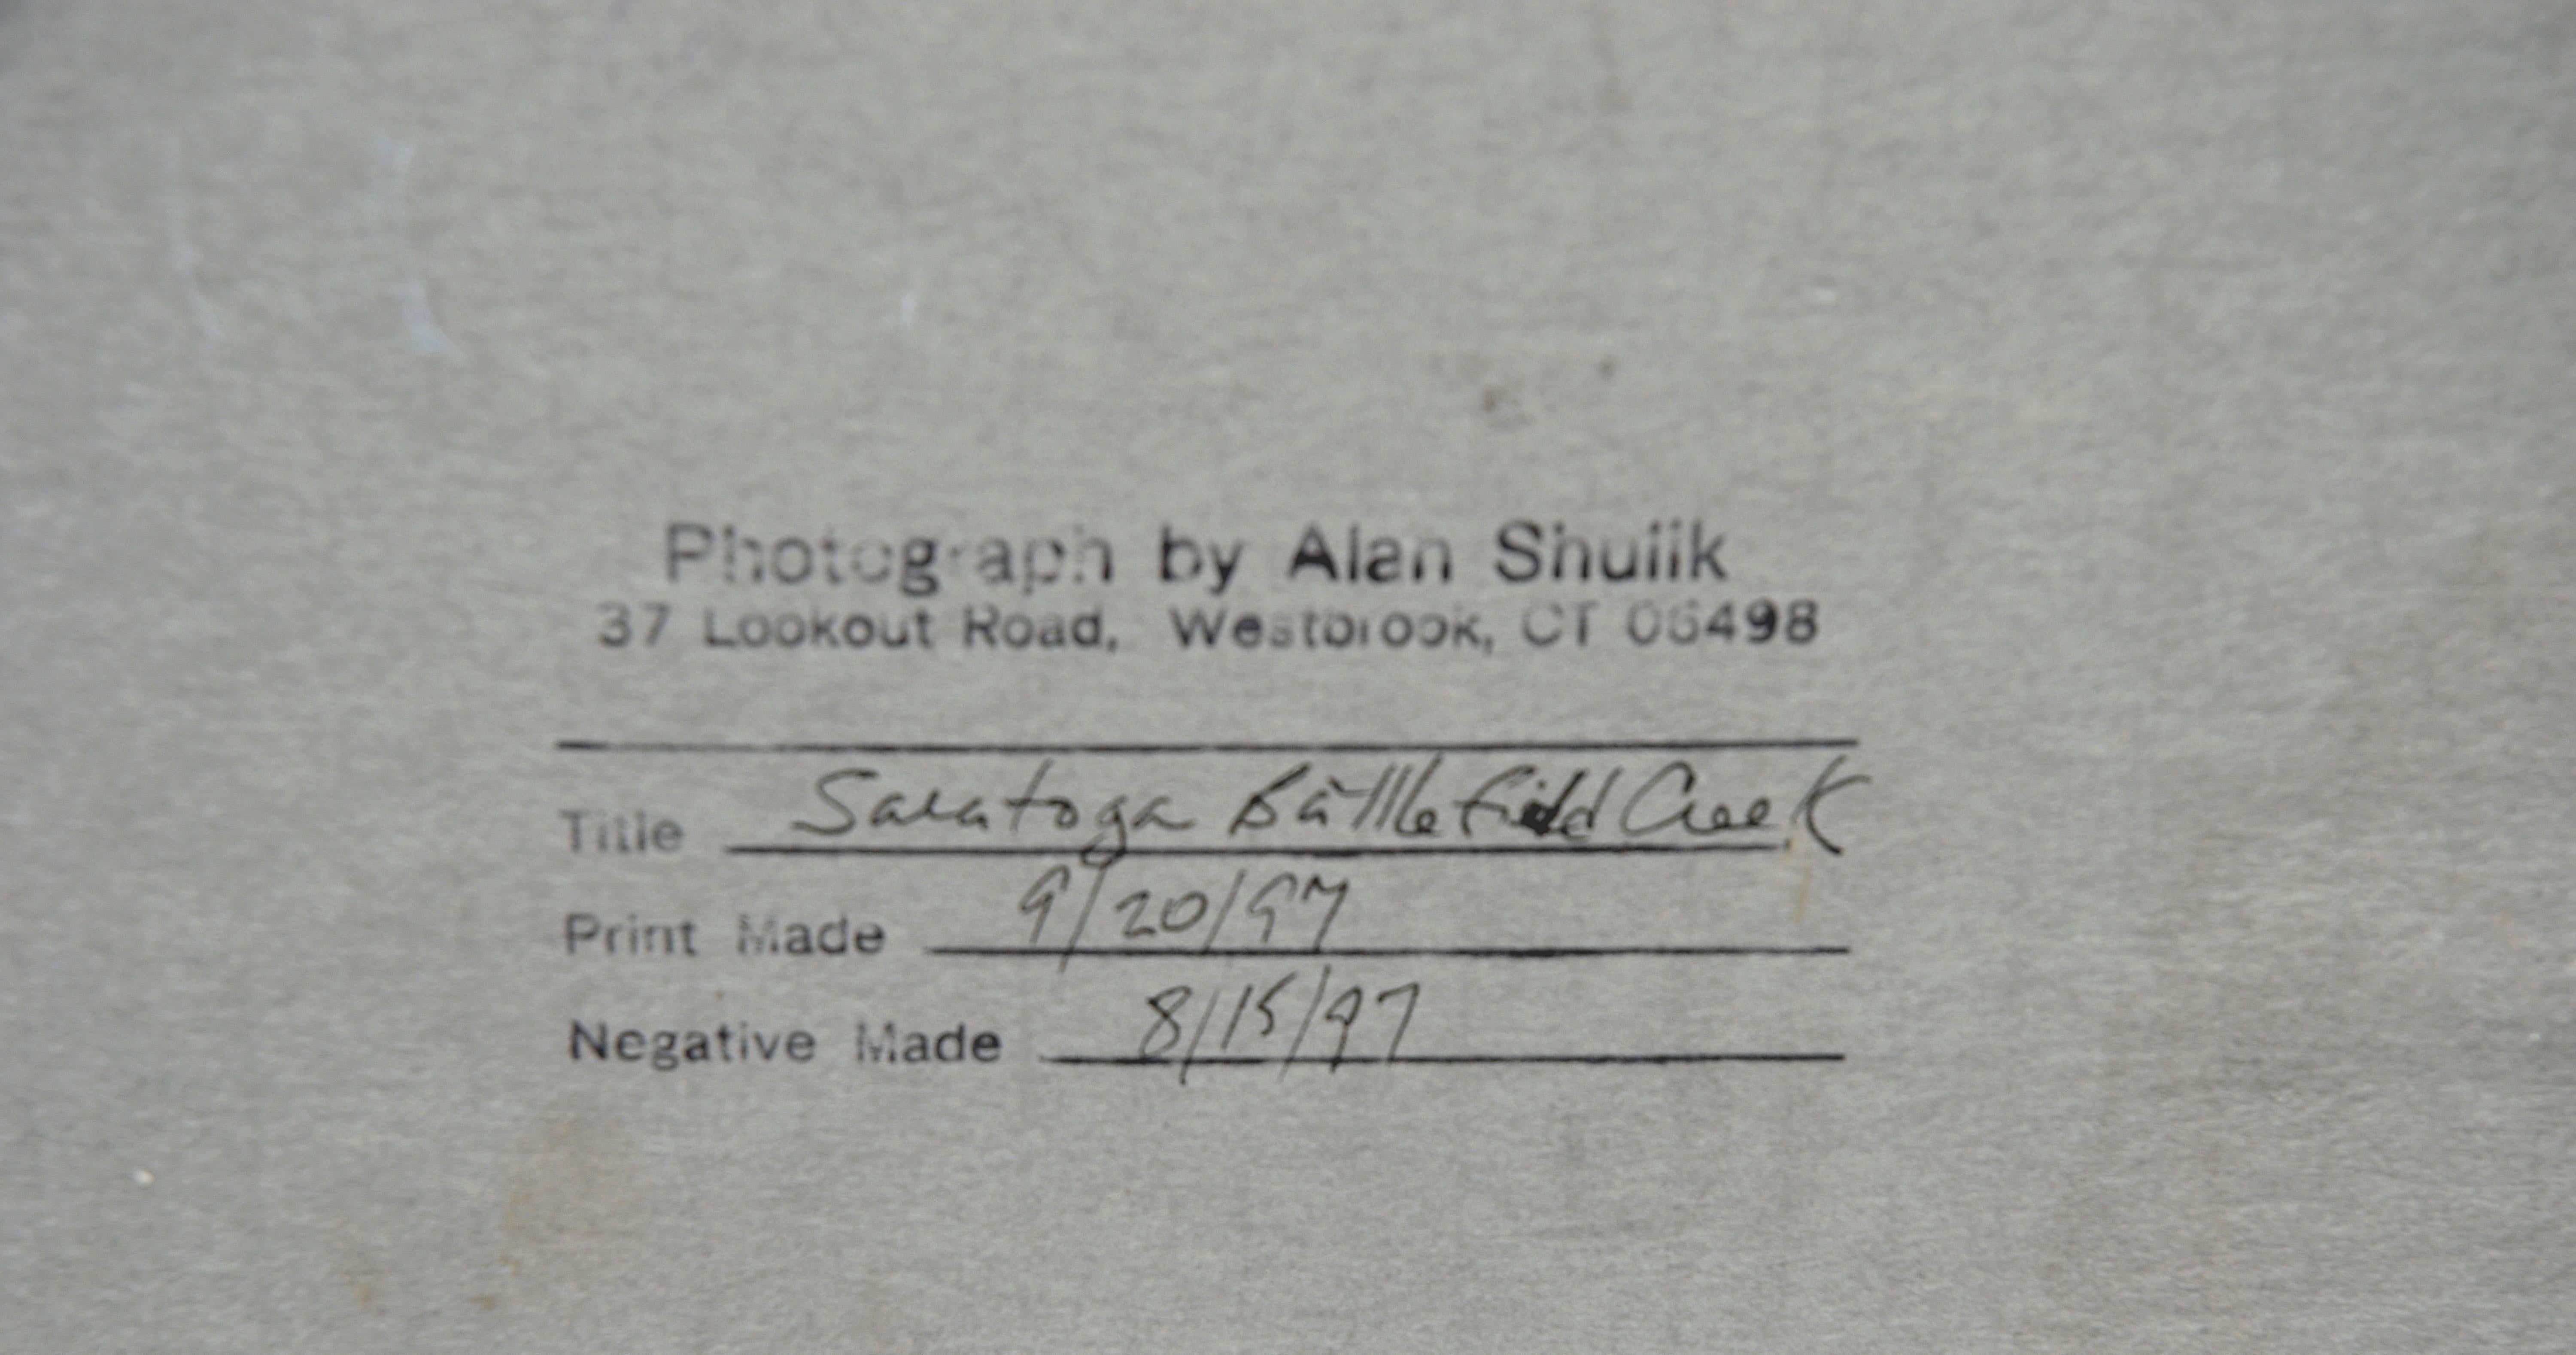 Photograph by Alan Shulik
37 Lookout Road, Westbrook, CT 06498
Title Saratoga Battlefield Creek
Print Made 9/20/97
Negative Made 8/15/97